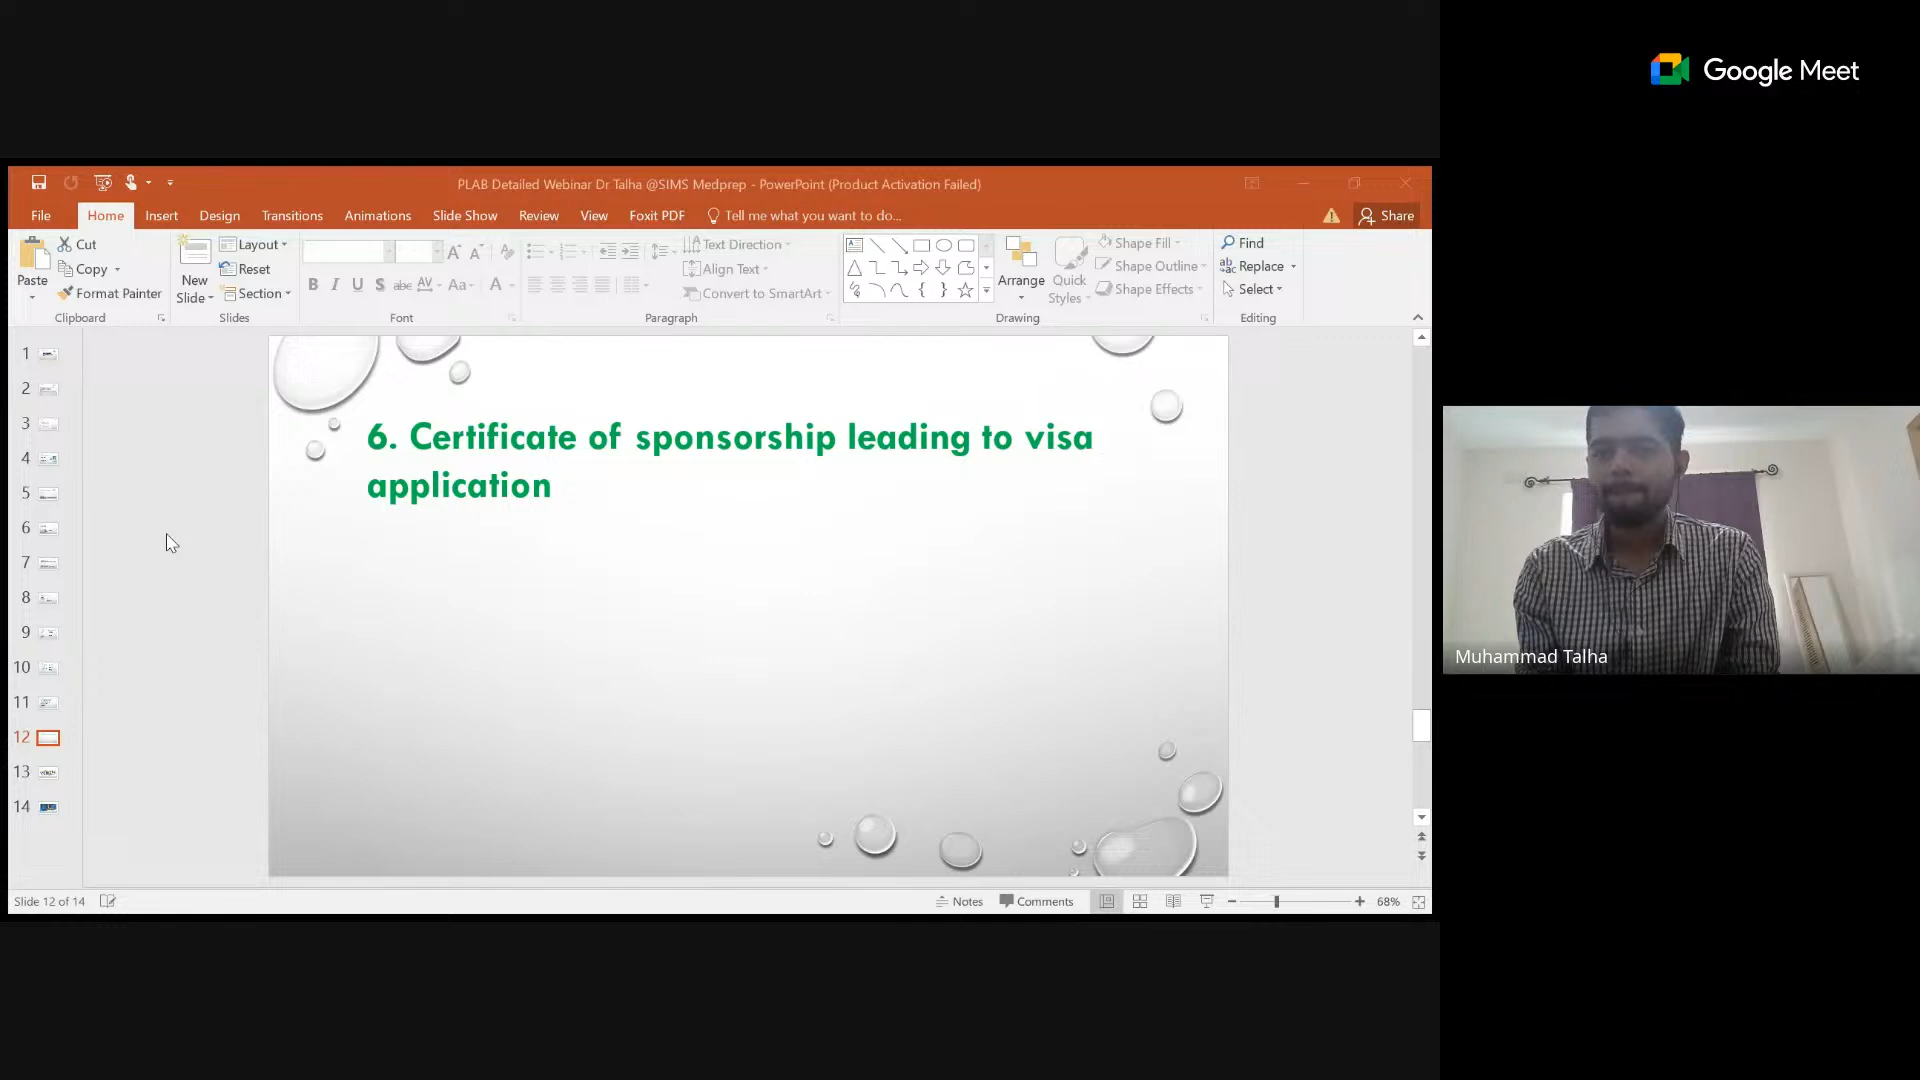 Google Meet
PLAB Detailed Webinar Dr Talha @SIMS Medprep - PowerPoint (Product Activation Failed)
File Home Insert Design Transitions Animations Slide Show Review View Foxit PDF Tell me what you want to do... Share
Paste
Cut
Copy
Format Painter
Clipboard
New Slide
Layout
Reset
Section
Slides
B I U S abc AV Aa A
Font
Text Direction
Align Text
Convert to SmartArt
Paragraph
Arrange
Quick Styles
Shape Fill
Shape Outline
Shape Effects
Drawing
Find
Replace
Select
Editing
1
2
3
4
5
6
7
8
9
10
11
12
13
14
6. Certificate of sponsorship leading to visa
application
Muhammad Talha
Slide 12 of 14 Notes Comments 68%